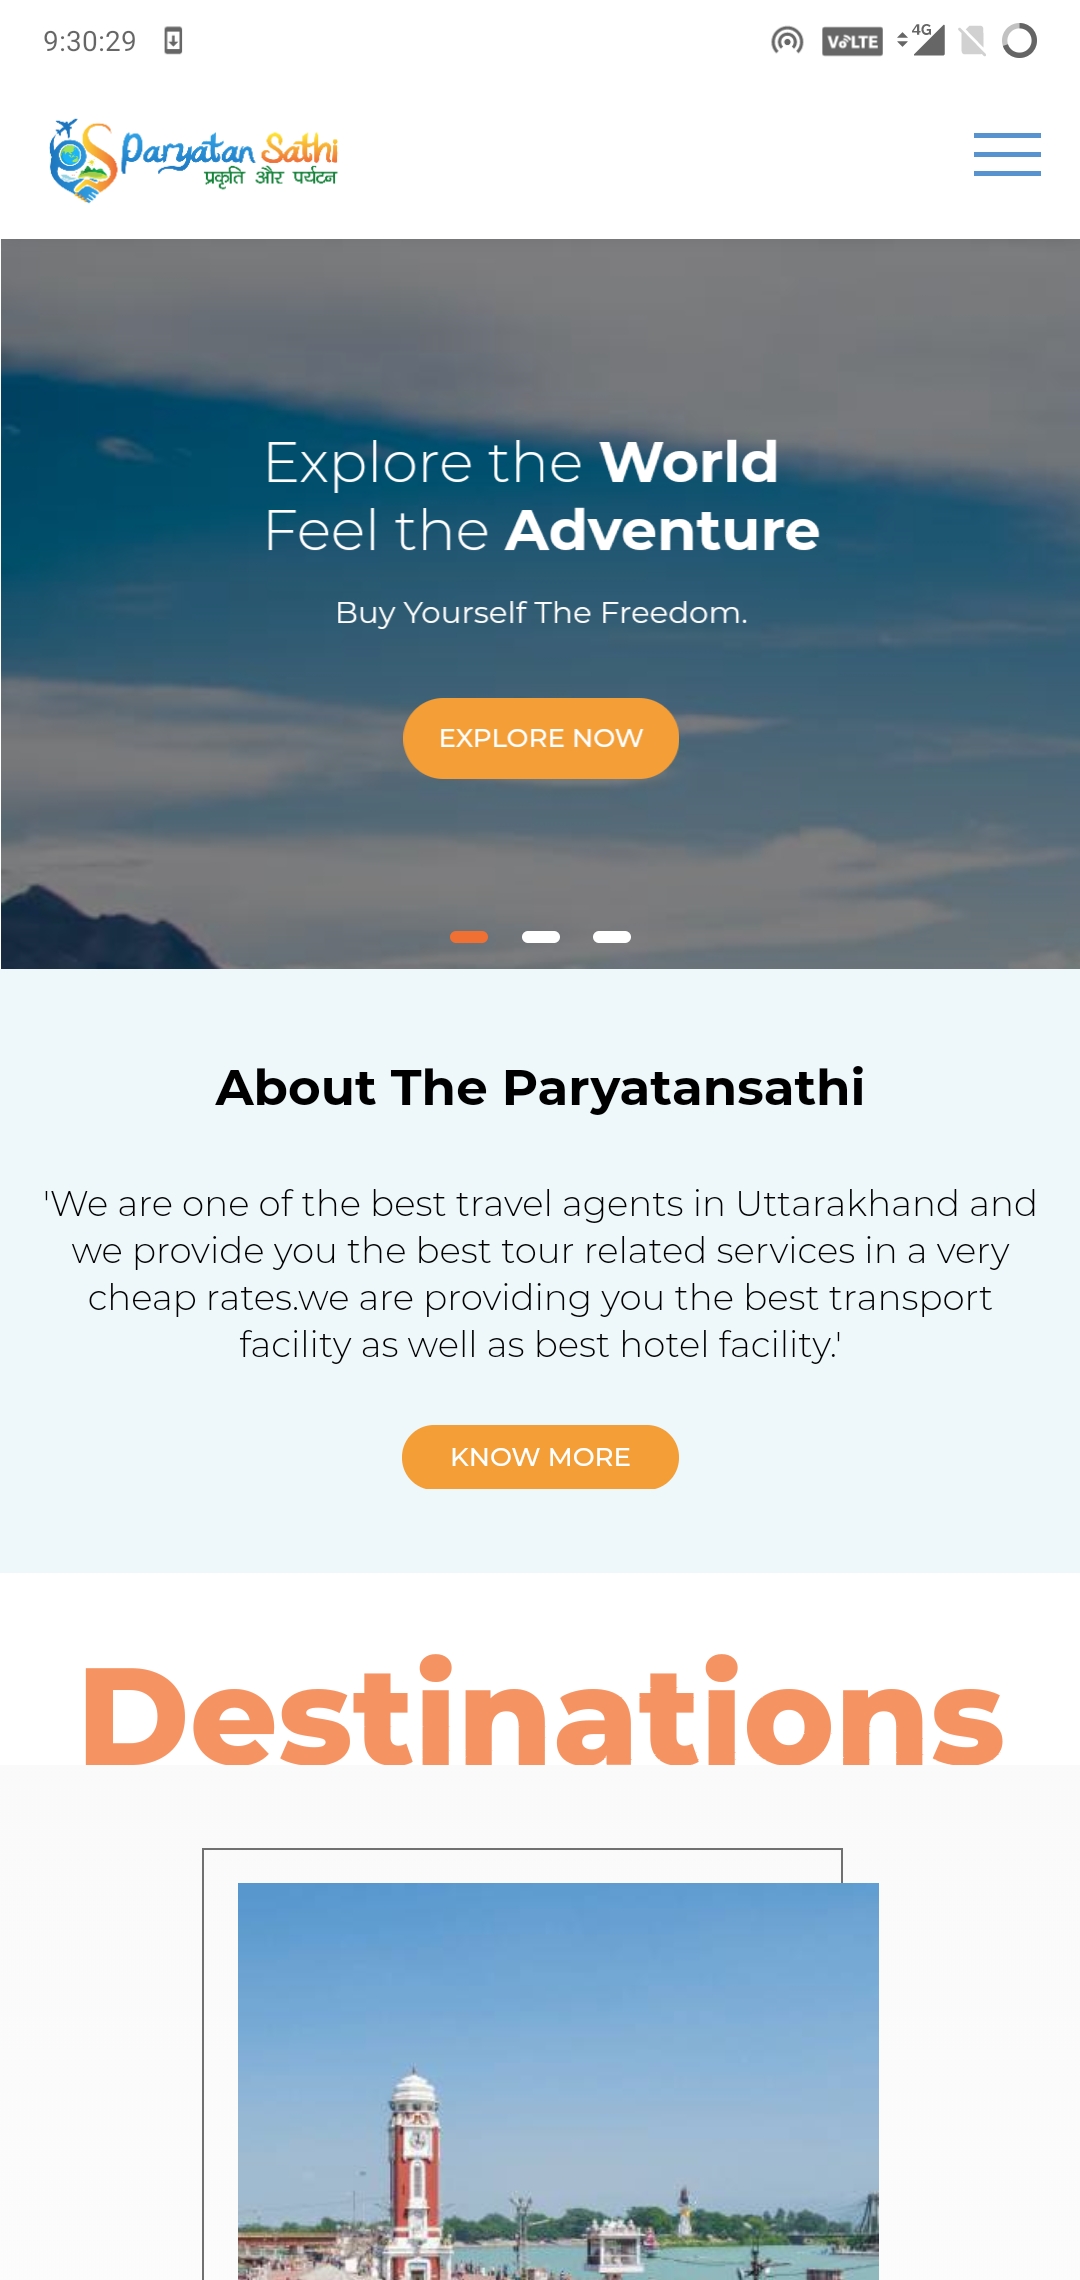 9:30:29
VoLTE 4G
Paryatan Sathi
प्रकृति और पर्यटन
Explore the World
Feel the Adventure
Buy Yourself The Freedom.
EXPLORE NOW
About The Paryatansathi
'We are one of the best travel agents in Uttarakhand and
we provide you the best tour related services in a very
cheap rates.we are providing you the best transport
facility as well as best hotel facility.'
KNOW MORE
Destinations